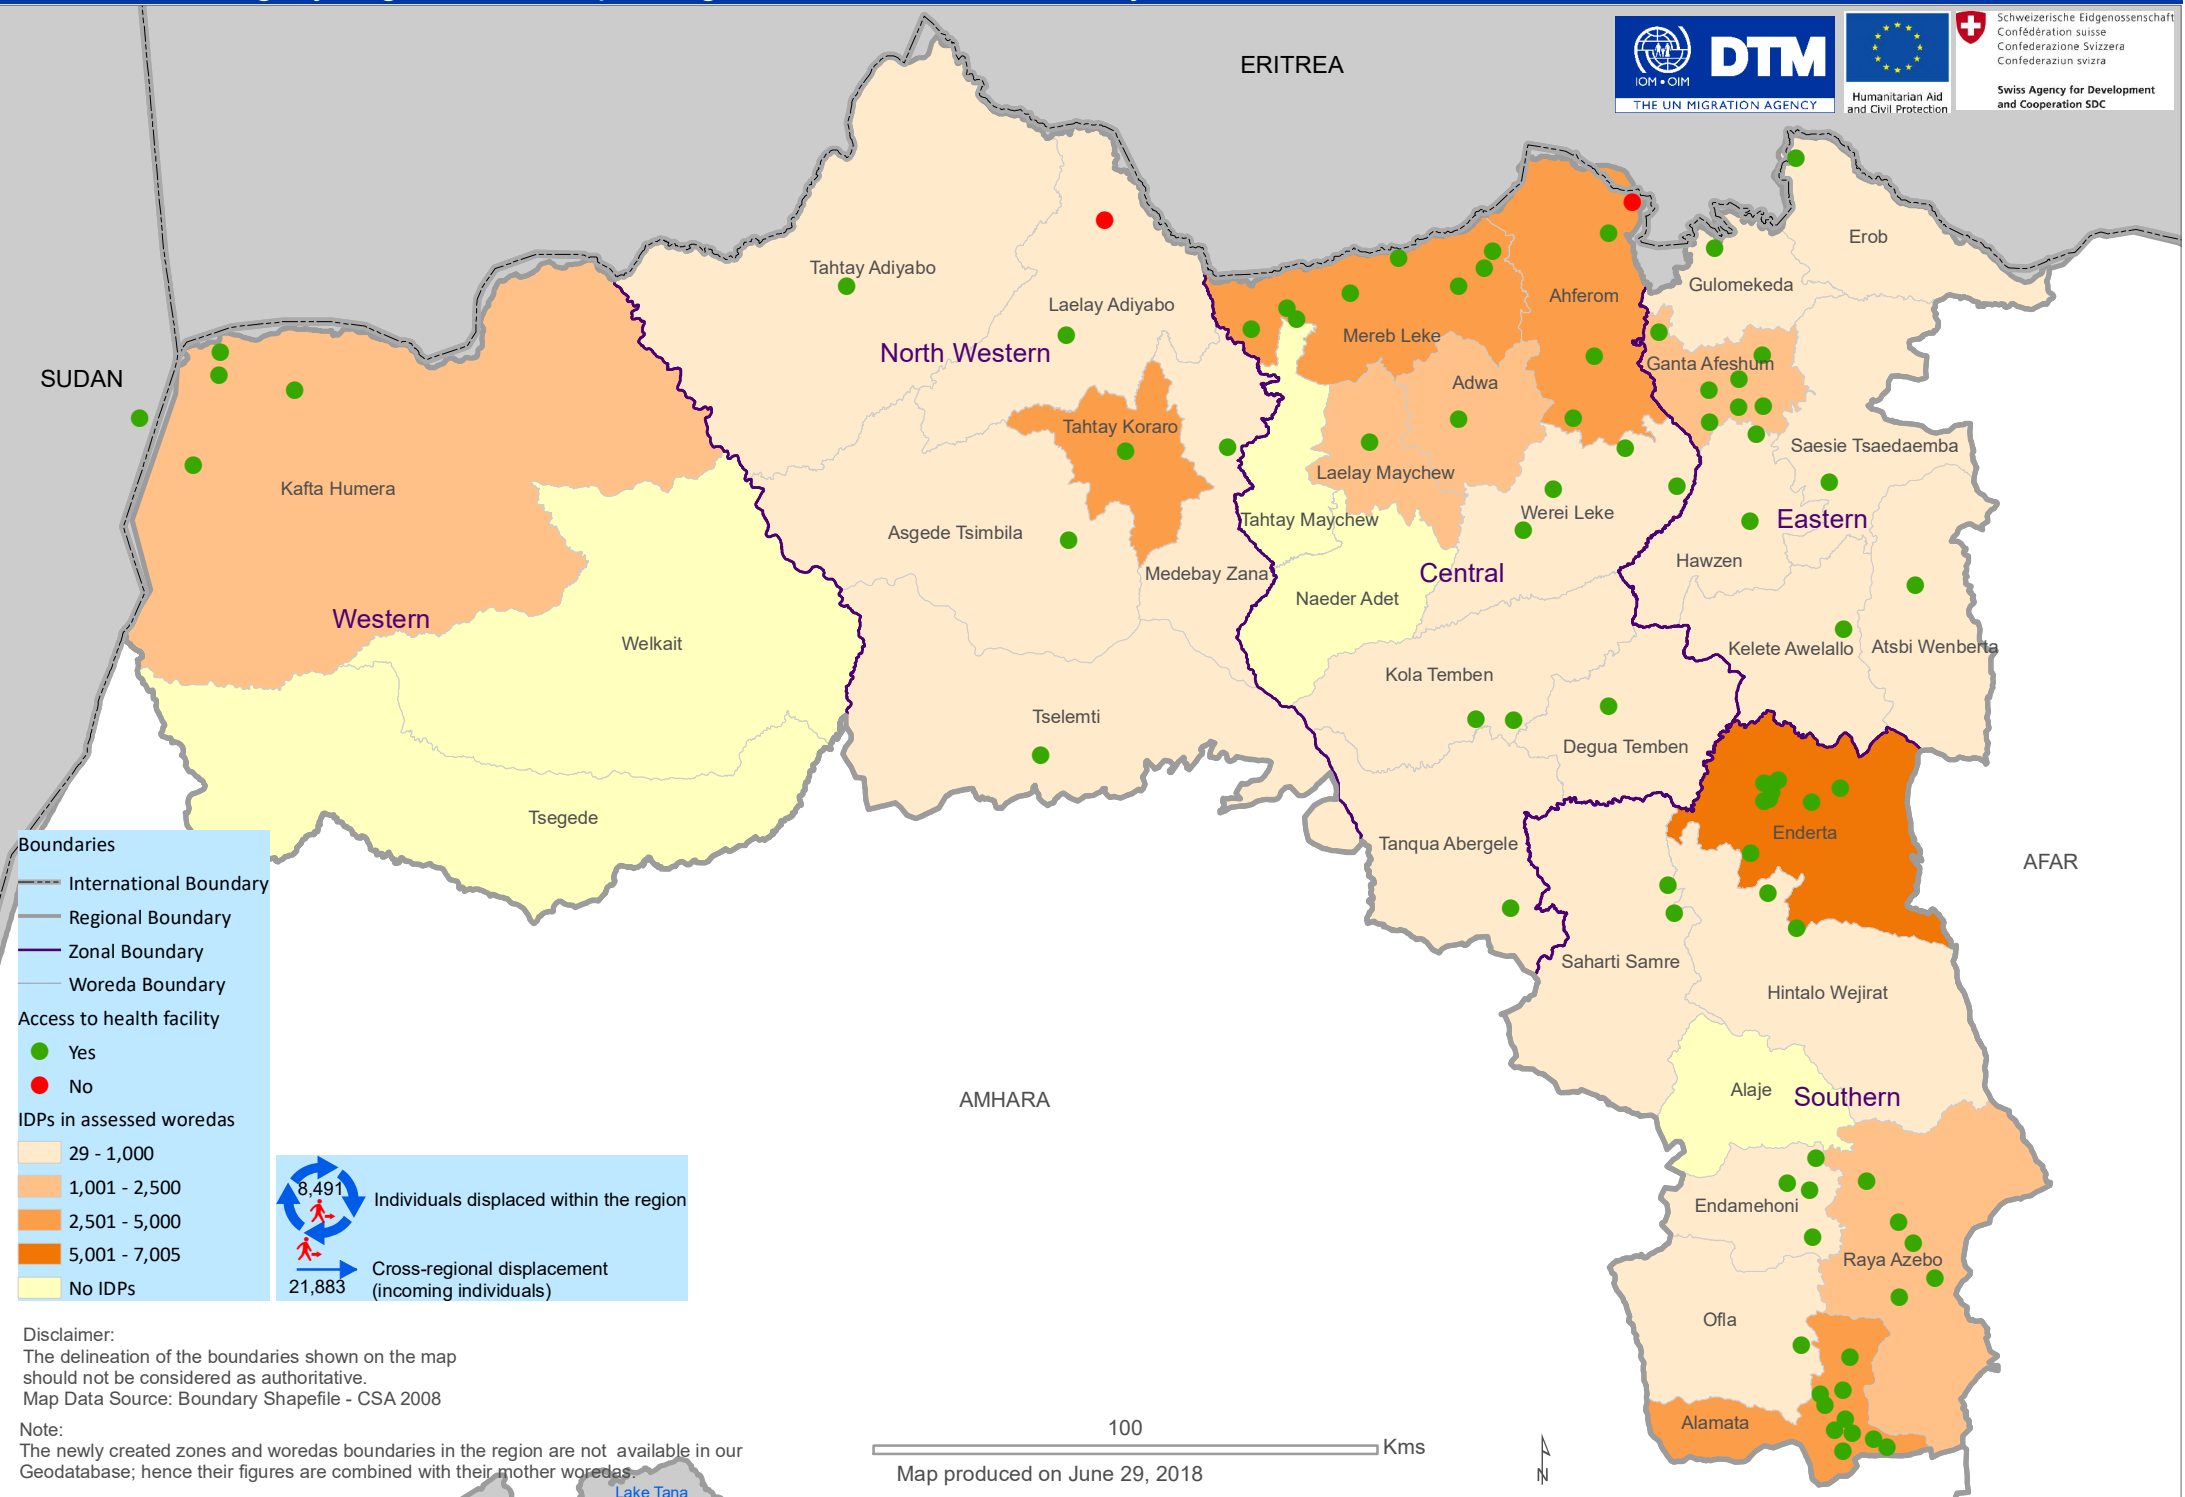 ERITREA
IOM • OIM
DTM
THE UN MIGRATION AGENCY
Humanitarian Aid
and Civil Protection
Schweizerische Eidgenossenschaft
Confédération suisse
Confederazione Svizzera
Confederaziun svizra
Swiss Agency for Development
and Cooperation SDC
Erob
Tahtay Adiyabo
Gulomekeda
Laelay Adiyabo
Ahferom
Mereb Leke
North Western
Ganta Afeshum
SUDAN
Adwa
Tahtay Koraro
Saesie Tsaedaemba
Laelay Maychew
Kafta Humera
Werei Leke
Tahtay Maychew
Eastern
Asgede Tsimbila
Hawzen
Medebay Zana
Central
Naeder Adet
Western
Welkait
Kelete Awelallo
Atsbi Wenberta
Kola Temben
Tselemti
Degua Temben
Tsegede
Enderta
Tanqua Abergele
AFAR
Saharti Samre
Hintalo Wejirat
Alaje
Southern
AMHARA
Endamehoni
Raya Azebo
Ofla
Alamata
Boundaries
International Boundary
Regional Boundary
Zonal Boundary
Woreda Boundary
Access to health facility
Yes
No
IDPs in assessed woredas
29 - 1,000
1,001 - 2,500
2,501 - 5,000
5,001 - 7,005
No IDPs
8,491
Individuals displaced within the region
Cross-regional displacement
21,883
(incoming individuals)
Disclaimer:
The delineation of the boundaries shown on the map
should not be considered as authoritative.
Map Data Source: Boundary Shapefile - CSA 2008
Note:
The newly created zones and woredas boundaries in the region are not available in our
Geodatabase; hence their figures are combined with their mother woredas.
Lake Tana
100
Kms
Map produced on June 29, 2018
N